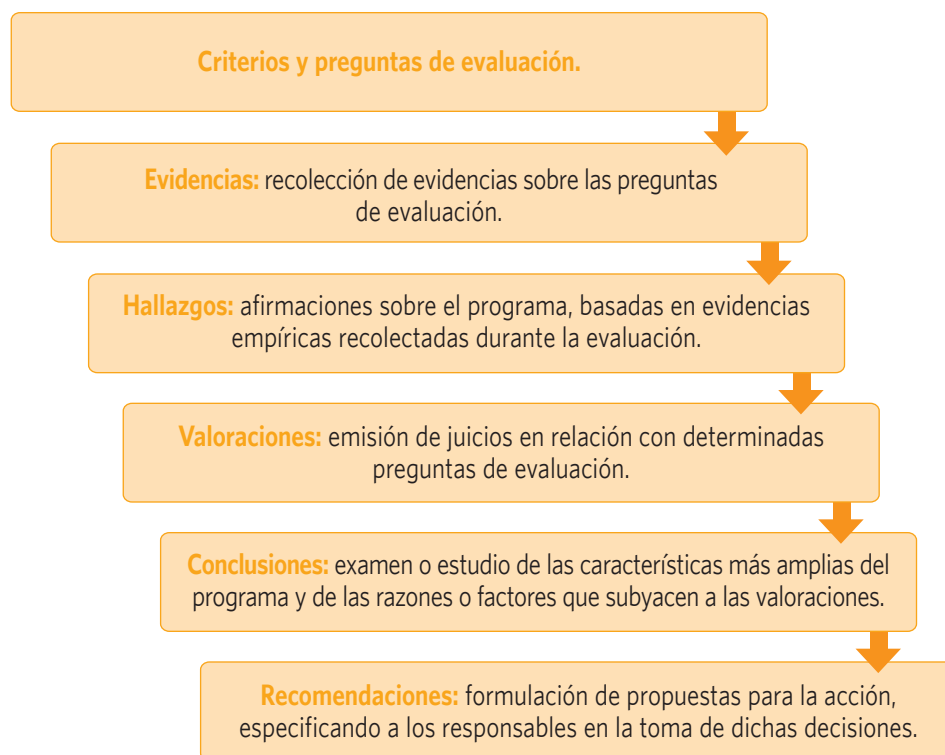 Criterios y preguntas de evaluación.
Evidencias: recolección de evidencias sobre las preguntas
de evaluación.
Hallazgos: afirmaciones sobre el programa, basadas en evidencias
empíricas recolectadas durante la evaluación.
Valoraciones: emisión de juicios en relación con determinadas
preguntas de evaluación.
Conclusiones: examen o estudio de las características más amplias del
programa y de las razones o factores que subyacen a las valoraciones.
Recomendaciones: formulación de propuestas para la acción,
especificando a los responsables en la toma de dichas decisiones.